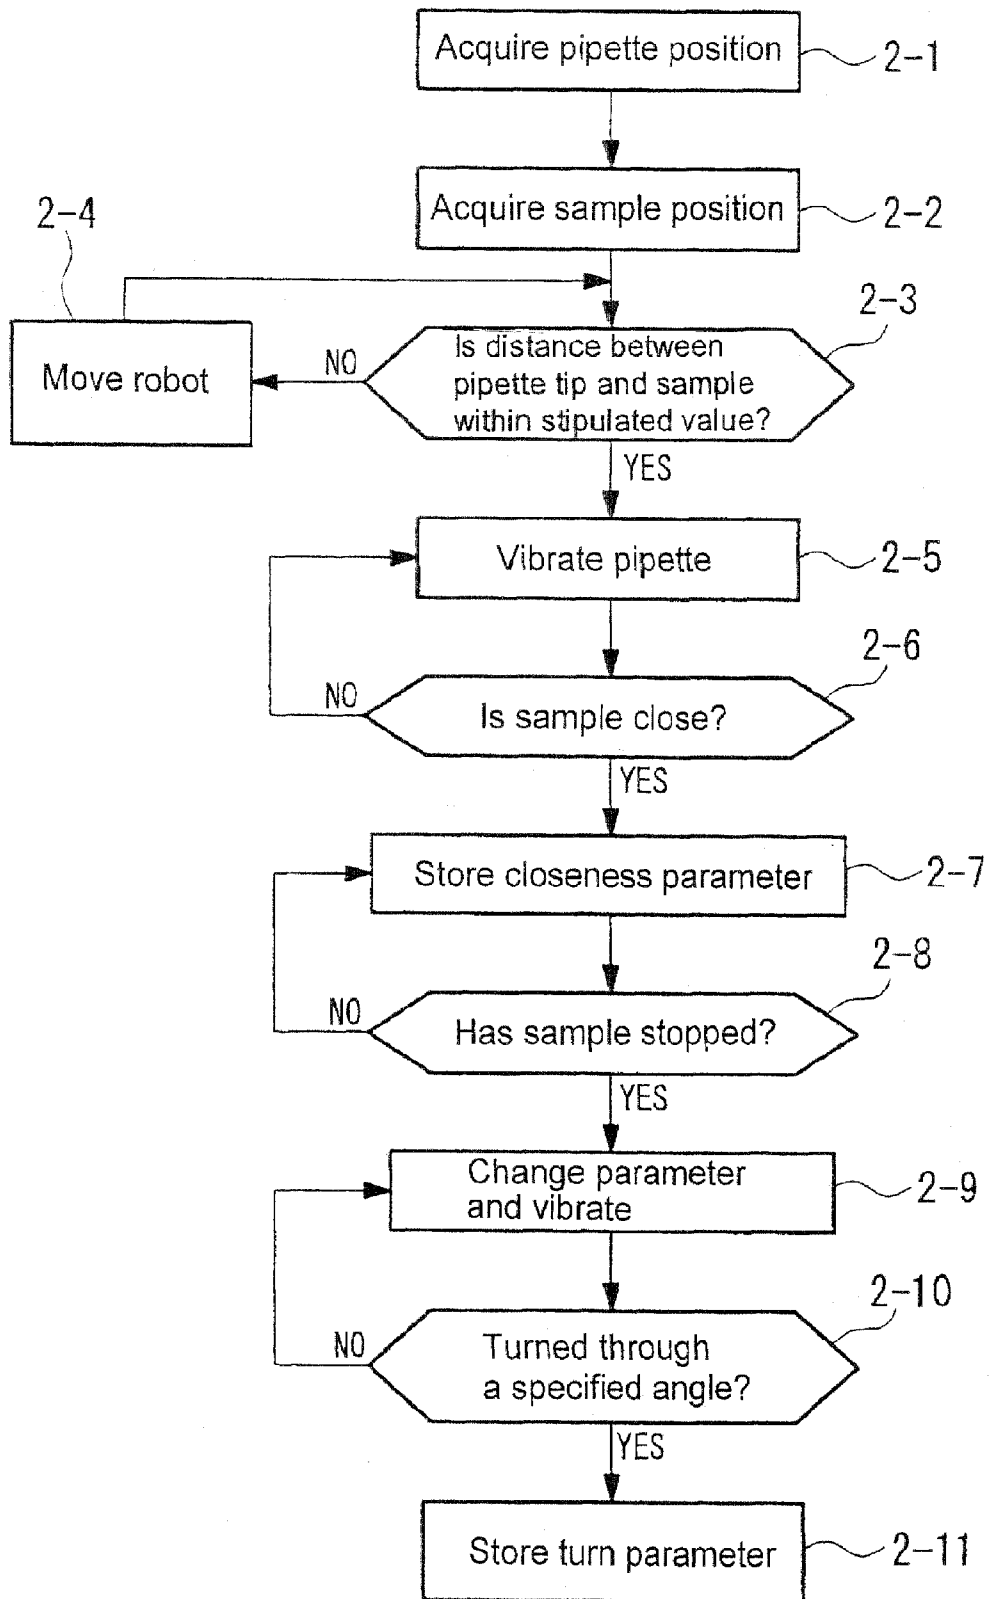 Acquire pipette position
2-1
Acquire sample position
2-2
2-4
2-3
Move robot
NO
Is distance between
pipette tip and sample
within stipulated value?
YES
Vibrate pipette
2-5
2-6
NO
Is sample close?
YES
Store closeness parameter
2-7
2-8
NO
Has sample stopped?
YES
Change parameter
and vibrate
2-9
2-10
NO
Turned through
a specified angle?
YES
Store turn parameter
2-11